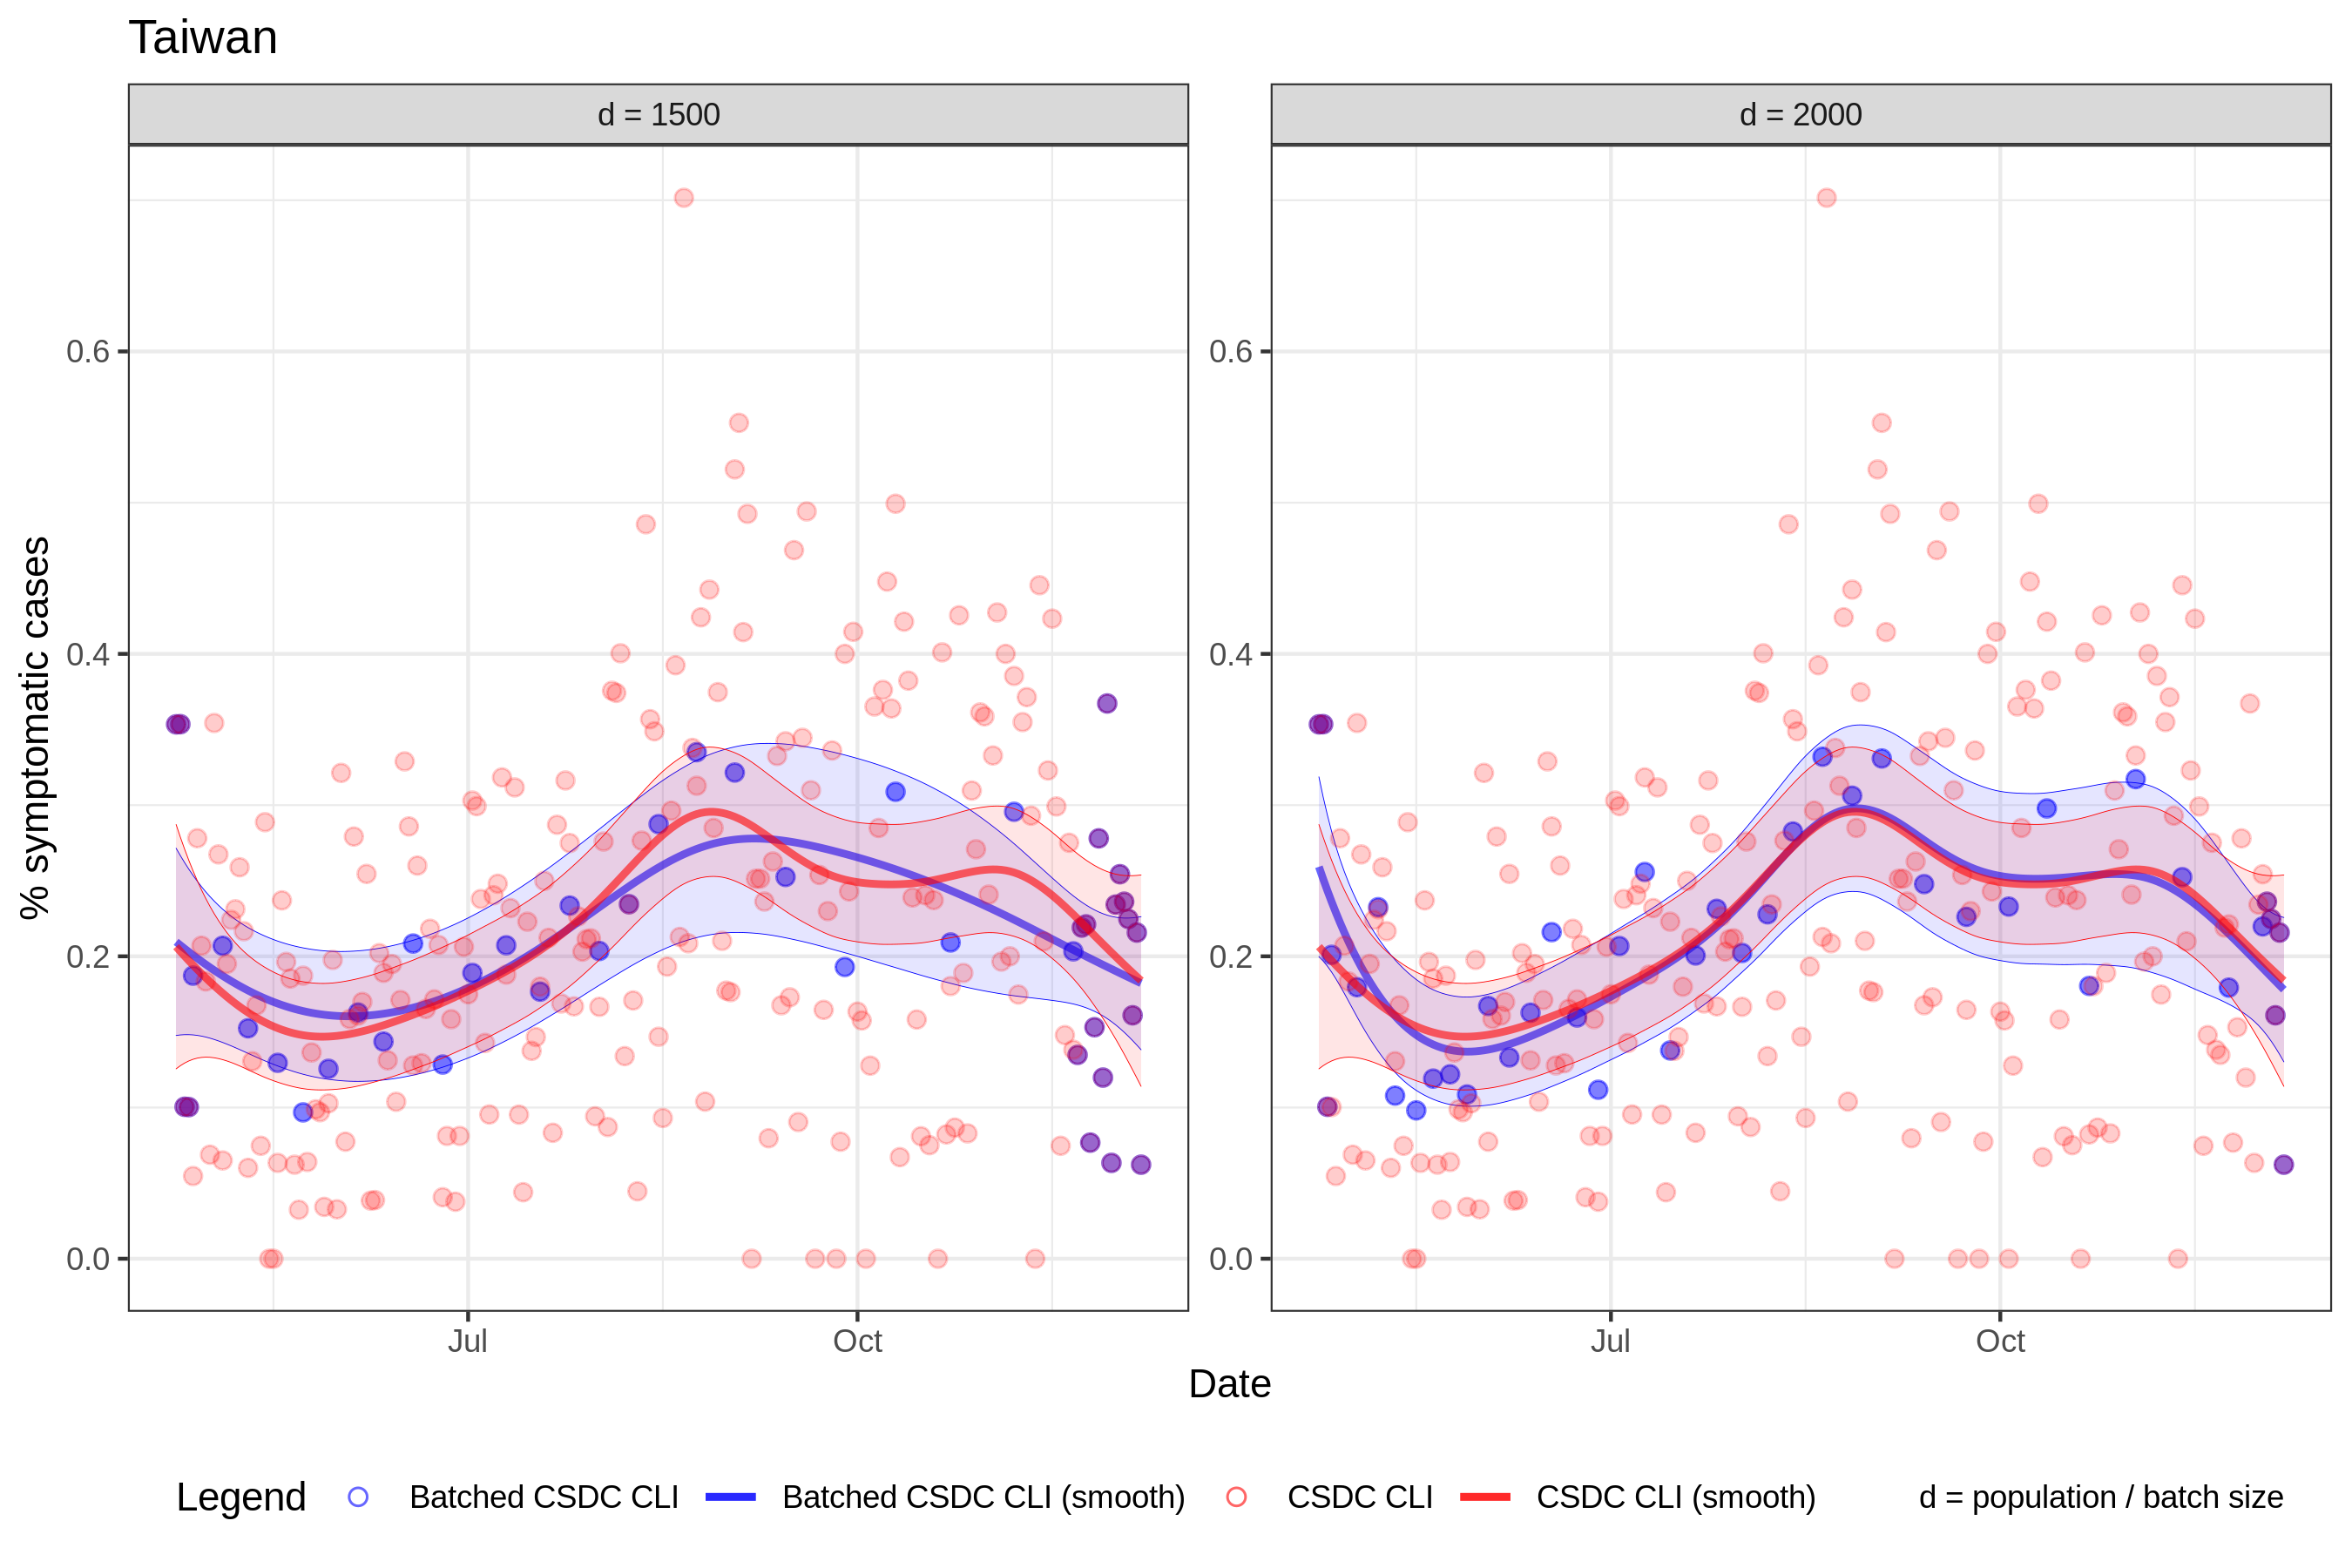 Taiwan
d = 1500
d = 2000
% symptomatic cases
0.6
0.4
0.2
0.0
0.6
0.4
0.2
0.0
Jul
Oct
Jul
Oct
Date
Legend
Batched CSDC CLI
Batched CSDC CLI (smooth)
CSDC CLI
CSDC CLI (smooth)
d = population / batch size